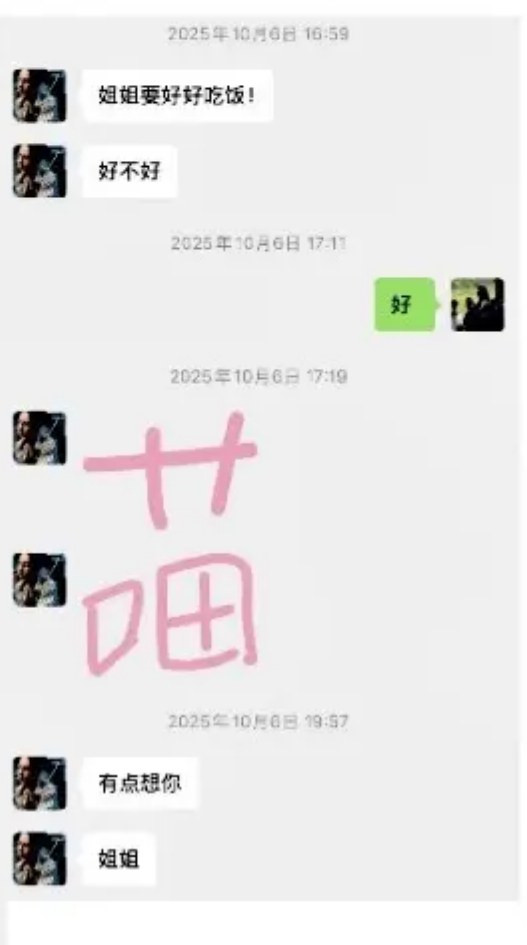 2025年10月6日 16:59
姐姐要好好吃饭!
好不好
2025年10月6日 17:11
好
2025年10月6日 17:19
艹
喵
2025年10月6日 19:57
有点想你
姐姐